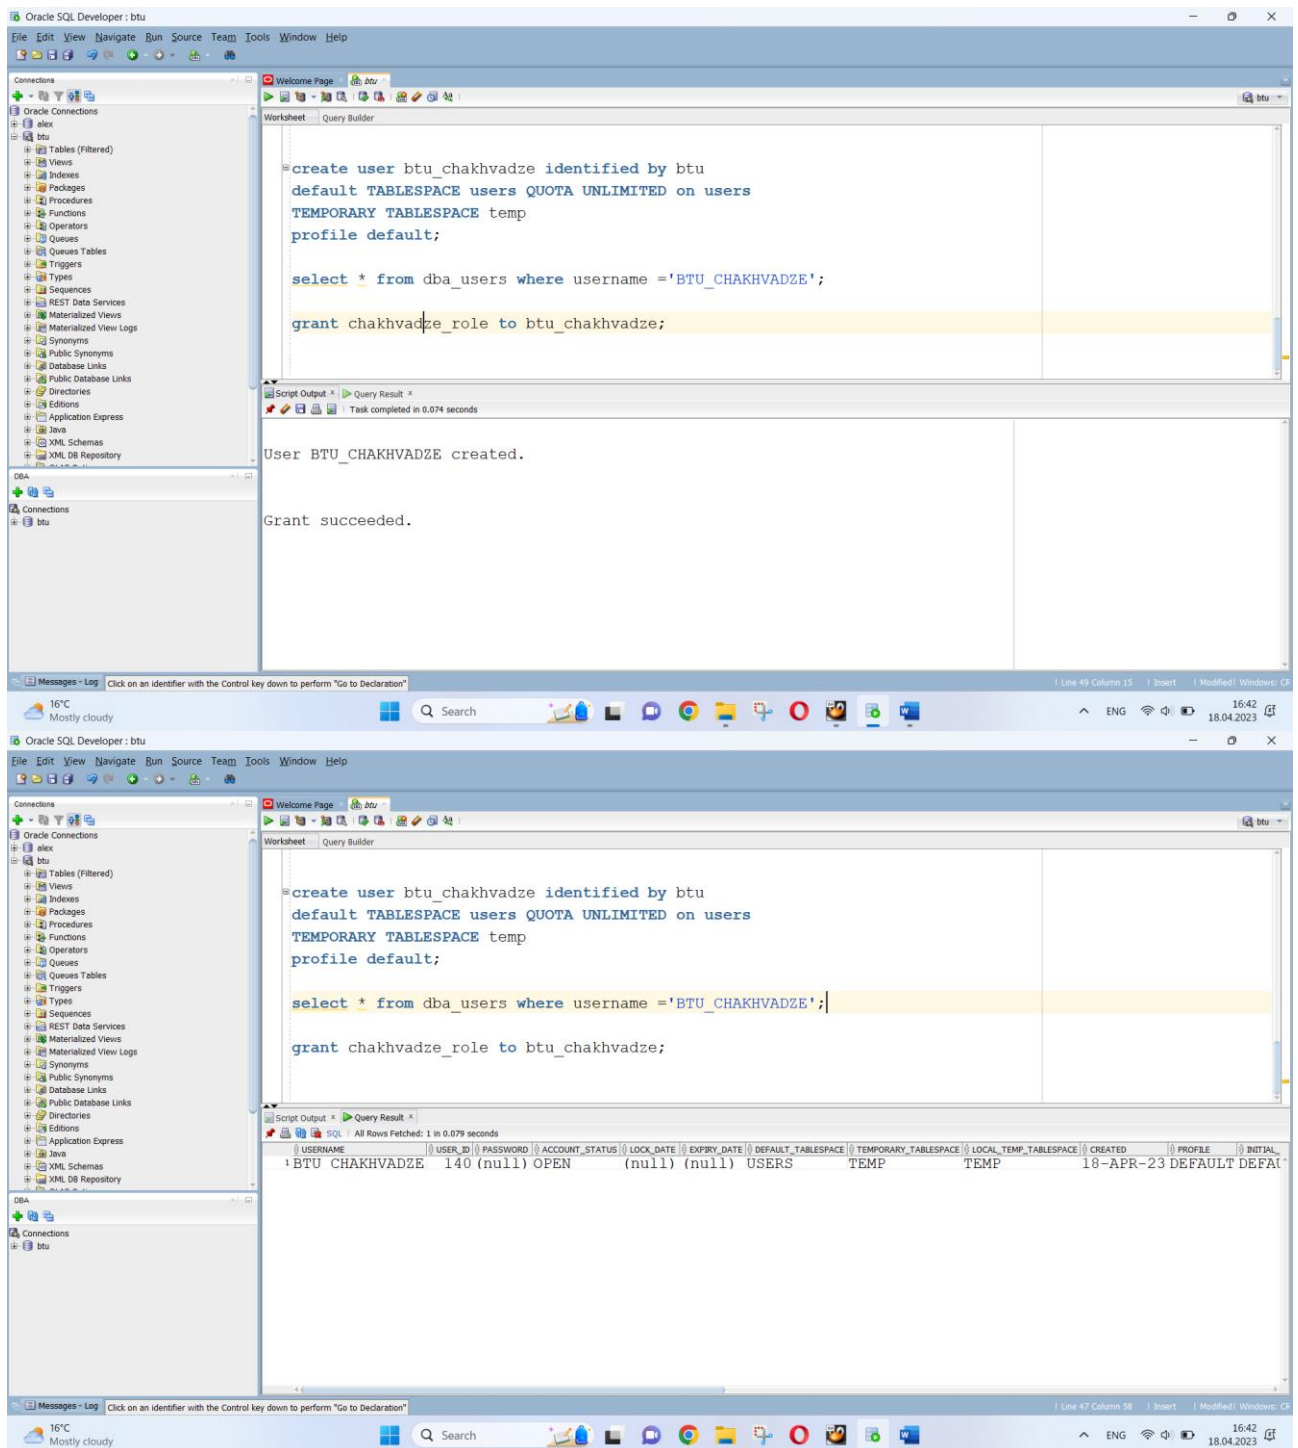 Oracle SQL Developer : btu
File Edit View Navigate Run Source Team Tools Window Help
Connections
Oracle Connections
alex
btu
Tables (Filtered)
Views
Indexes
Packages
Procedures
Functions
Operators
Queues
Queues Tables
Triggers
Types
Sequences
REST Data Services
Materialized Views
Materialized View Logs
Synonyms
Public Synonyms
Database Links
Public Database Links
Directories
Editions
Application Express
Java
XML Schemas
XML DB Repository
DBA
Connections
btu
Welcome Page btu
btu
Worksheet Query Builder
create user btu_chakhvadze identified by btu
default TABLESPACE users QUOTA UNLIMITED on users
TEMPORARY TABLESPACE temp
profile default;
select * from dba_users where username ='BTU_CHAKHVADZE';
grant chakhvadze_role to btu_chakhvadze;
Script Output Query Result
Task completed in 0.074 seconds
User BTU_CHAKHVADZE created.
Grant succeeded.
Messages - Log Click on an identifier with the Control key down to perform "Go to Declaration"
Line 49 Column 15 Insert Modified Windows: CR
16°C
Mostly cloudy
Search
ENG
16:42
18.04.2023
Oracle SQL Developer : btu
File Edit View Navigate Run Source Team Tools Window Help
Connections
Oracle Connections
alex
btu
Tables (Filtered)
Views
Indexes
Packages
Procedures
Functions
Operators
Queues
Queues Tables
Triggers
Types
Sequences
REST Data Services
Materialized Views
Materialized View Logs
Synonyms
Public Synonyms
Database Links
Public Database Links
Directories
Editions
Application Express
Java
XML Schemas
XML DB Repository
DBA
Connections
btu
Welcome Page btu
btu
Worksheet Query Builder
create user btu_chakhvadze identified by btu
default TABLESPACE users QUOTA UNLIMITED on users
TEMPORARY TABLESPACE temp
profile default;
select * from dba_users where username ='BTU_CHAKHVADZE';
grant chakhvadze_role to btu_chakhvadze;
Script Output Query Result
SQL All Rows Fetched: 1 in 0.079 seconds
USERNAME USER_ID PASSWORD ACCOUNT_STATUS LOCK_DATE EXPIRY_DATE DEFAULT_TABLESPACE TEMPORARY_TABLESPACE LOCAL_TEMP_TABLESPACE CREATED PROFILE INITIAL_
1 BTU_CHAKHVADZE 140 (null) OPEN (null) (null) USERS TEMP TEMP 18-APR-23 DEFAULT DEFAU
Messages - Log Click on an identifier with the Control key down to perform "Go to Declaration"
Line 47 Column 58 Insert Modified Windows: CR
16°C
Mostly cloudy
Search
ENG
16:42
18.04.2023